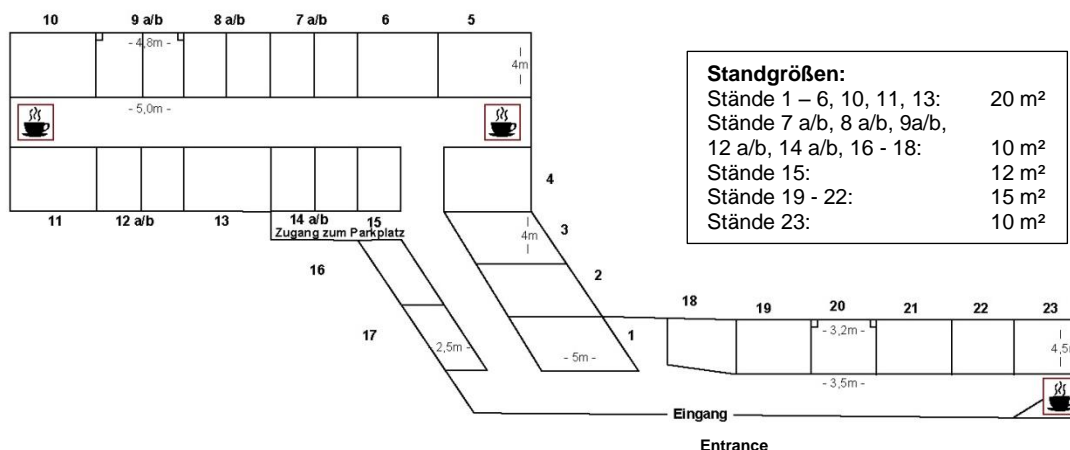 10 9 a/b 8 a/b 7 a/b 6 5
- 4,8m -
4m
- 5,0m -
4
11 12 a/b 13 14 a/b 15
Zugang zum Parkplatz
3
4m
16
2
17
18 19 20 21 22 23
1
- 3,2m -
2,5m -
- 5m -
4,5m
- 3,5m -
Eingang
Entrance
Standgrößen:
Stände 1 – 6, 10, 11, 13: 20 m²
Stände 7 a/b, 8 a/b, 9a/b,
12 a/b, 14 a/b, 16 - 18: 10 m²
Stände 15: 12 m²
Stände 19 - 22: 15 m²
Stände 23: 10 m²